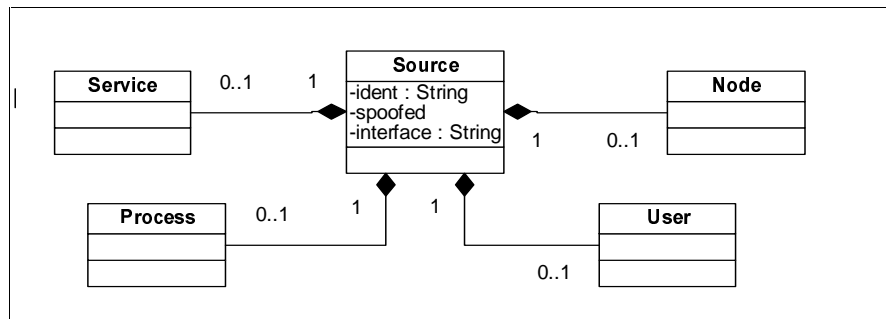 Source
-ident : String
-spoofed
-interface : String
Service
0..1
1
Node
1
0..1
Process
0..1
1
User
1
0..1